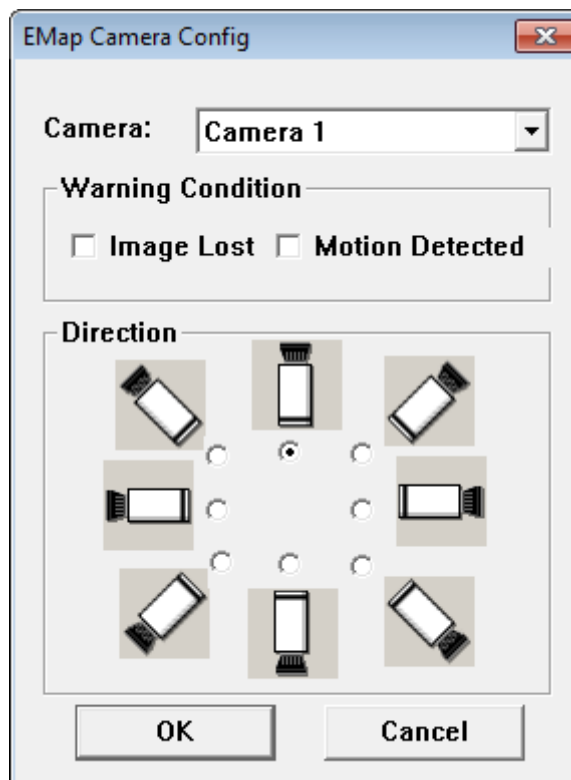 EMap Camera Config
Camera: Camera 1
Warning Condition
Image Lost Motion Detected
Direction
OK Cancel